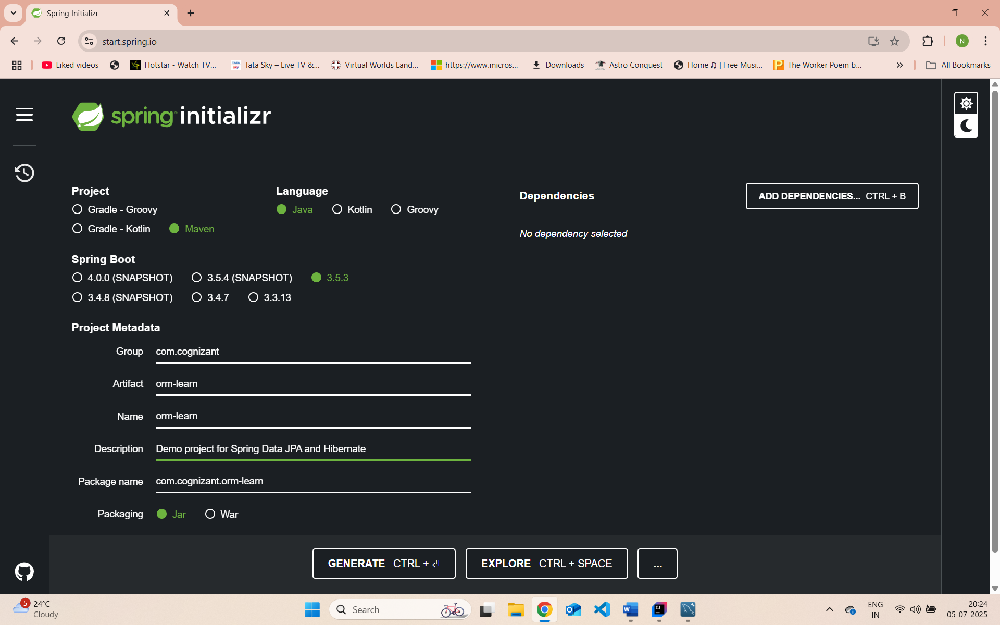 Spring Initializr
start.spring.io
N
Liked videos
Hotstar - Watch TV...
TATA
sky
Tata Sky – Live TV &...
Virtual Worlds Land...
https://www.micros...
Downloads
Astro Conquest
Home ♫ | Free Musi...
The Worker Poem b...
All Bookmarks
spring initializr
Project
Gradle - Groovy
Gradle - Kotlin
Maven
Language
Java
Kotlin
Groovy
Spring Boot
4.0.0 (SNAPSHOT)
3.5.4 (SNAPSHOT)
3.5.3
3.4.8 (SNAPSHOT)
3.4.7
3.3.13
Project Metadata
Group
com.cognizant
Artifact
orm-learn
Name
orm-learn
Description
Demo project for Spring Data JPA and Hibernate
Package name
com.cognizant.orm-learn
Packaging
Jar
War
Dependencies
ADD DEPENDENCIES... CTRL + B
No dependency selected
GENERATE CTRL + ⏎
EXPLORE CTRL + SPACE
...
5
24°C
Cloudy
Search
ENG
IN
20:24
05-07-2025